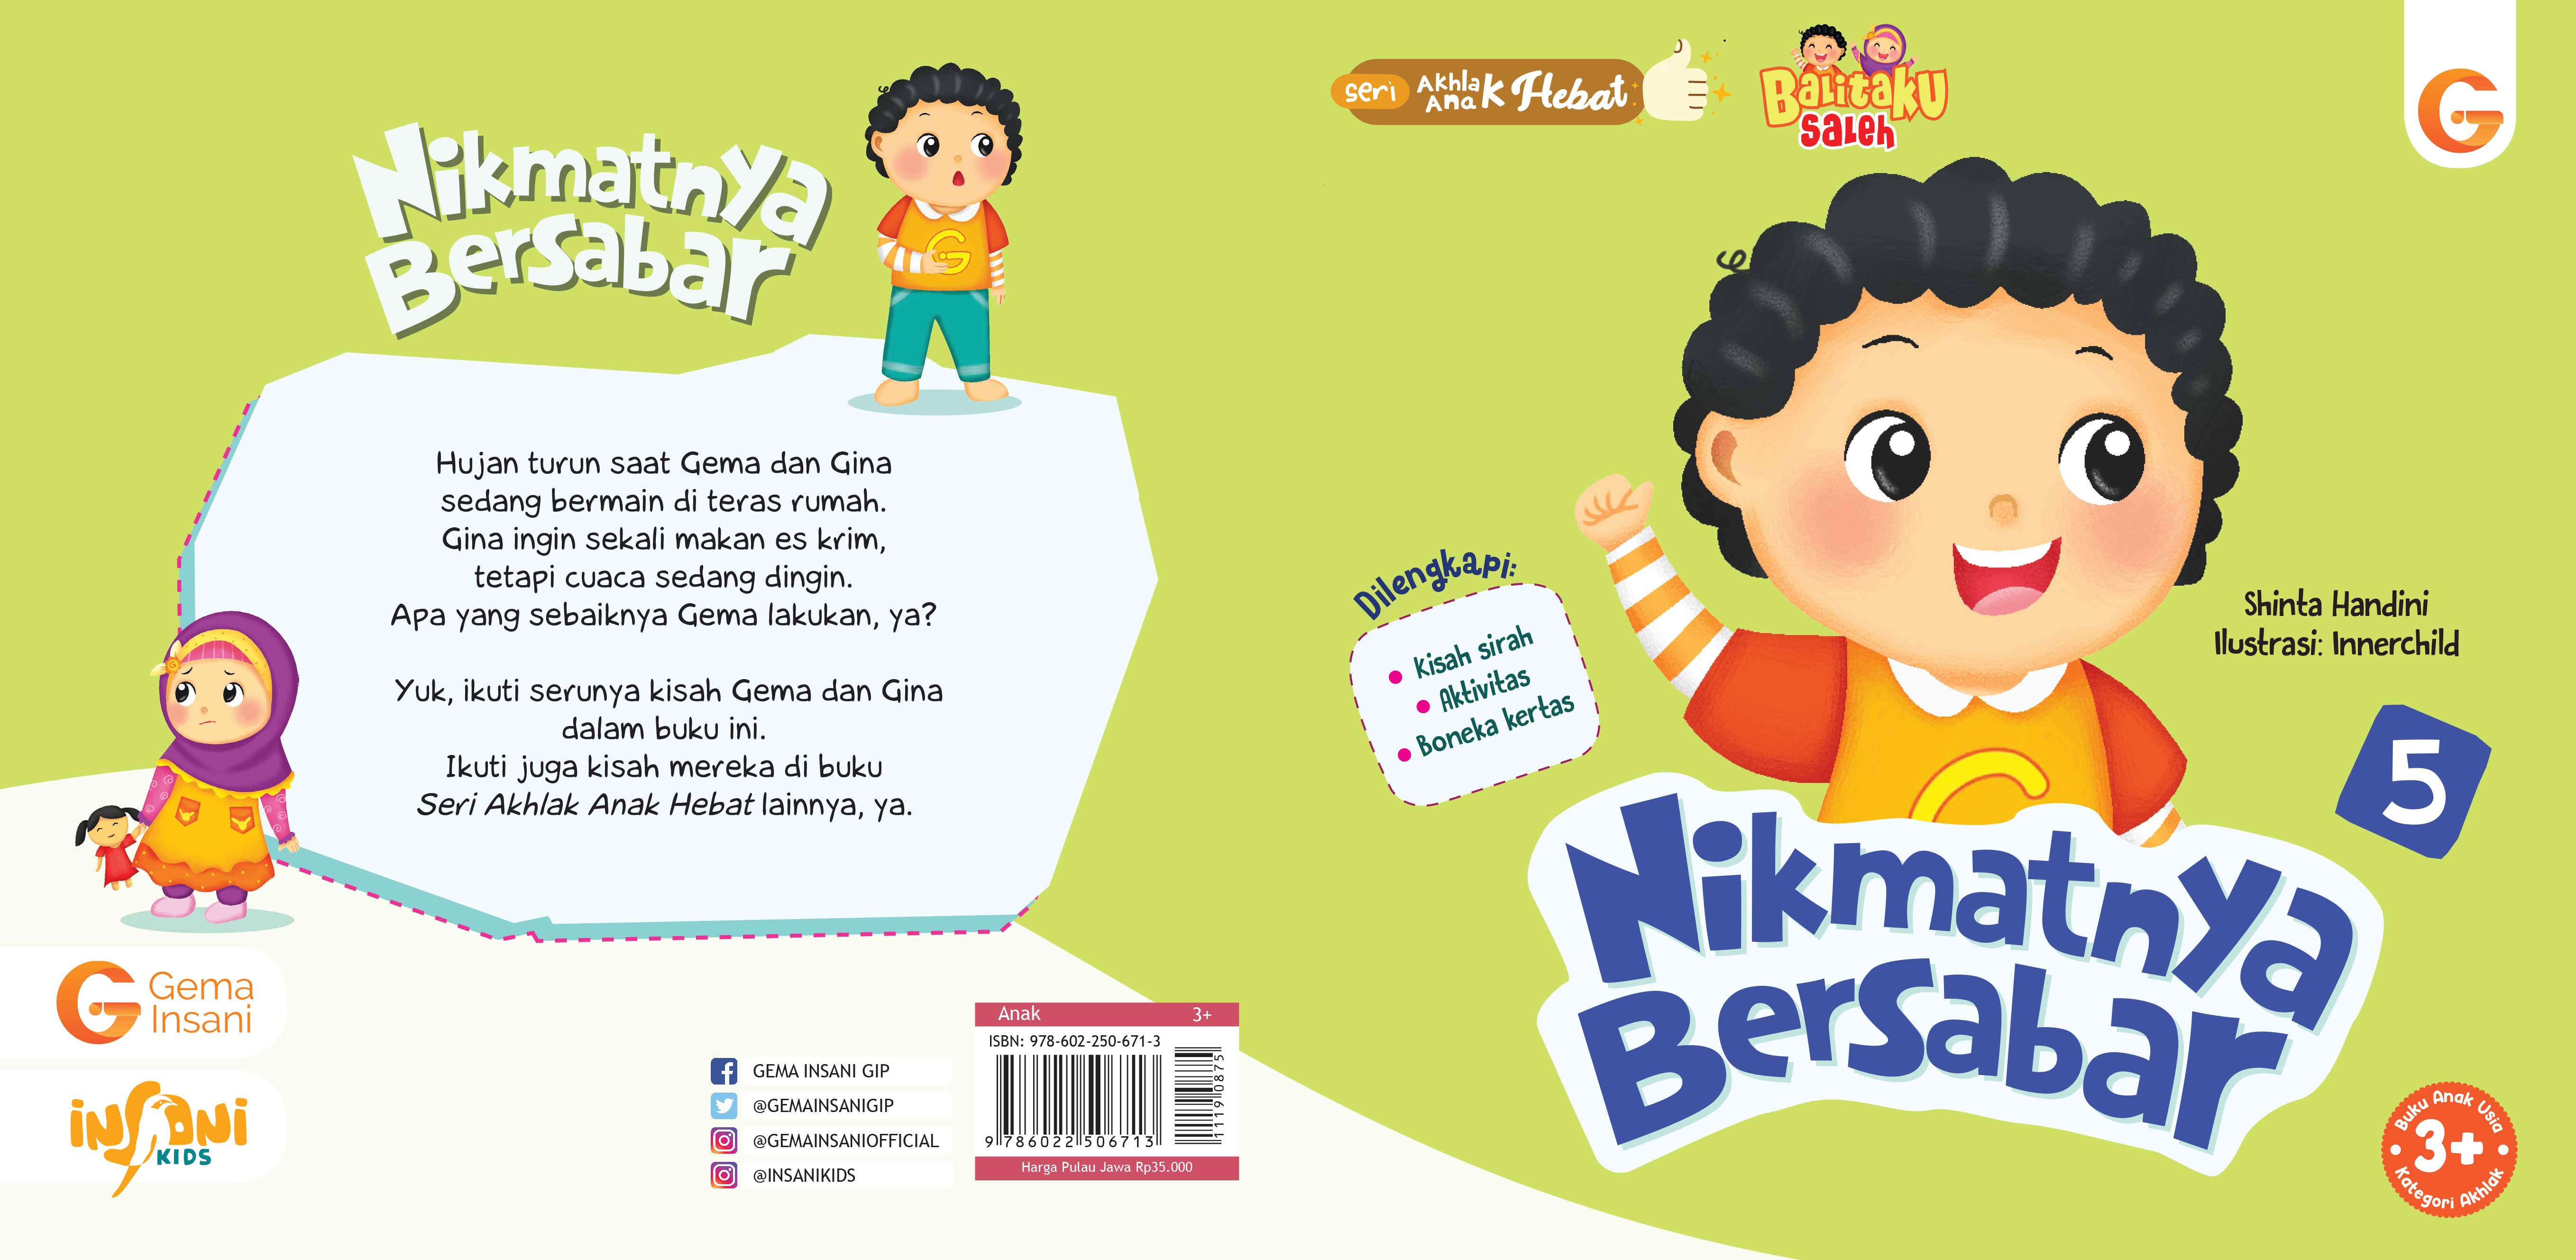 Nikmatnya
Bersabar
Hujan turun saat Gema dan Gina
sedang bermain di teras rumah.
Gina ingin sekali makan es krim,
tetapi cuaca sedang dingin.
Apa yang sebaiknya Gema lakukan, ya?
Yuk, ikuti serunya kisah Gema dan Gina
dalam buku ini.
Ikuti juga kisah mereka di buku
Seri Akhlak Anak Hebat lainnya, ya.
G
Gema
Insani
iNSANi
KIDS
GEMA INSANI GIP
@GEMAINSANIGIP
@GEMAINSANIOFFICIAL
@INSANIKIDS
Anak 3+
ISBN: 978-602-250-671-3
9 786022 506713
11190875
Harga Pulau Jawa Rp35.000
seri Akhlak Anak Hebat
Balitaku
Saleh
Dilengkapi:
• Kisah sirah
• Aktivitas
• Boneka kertas
Shinta Handini
Ilustrasi: Innerchild
5
Nikmatnya
Bersabar
Buku Anak Usia
3+
Kategori Akhlak